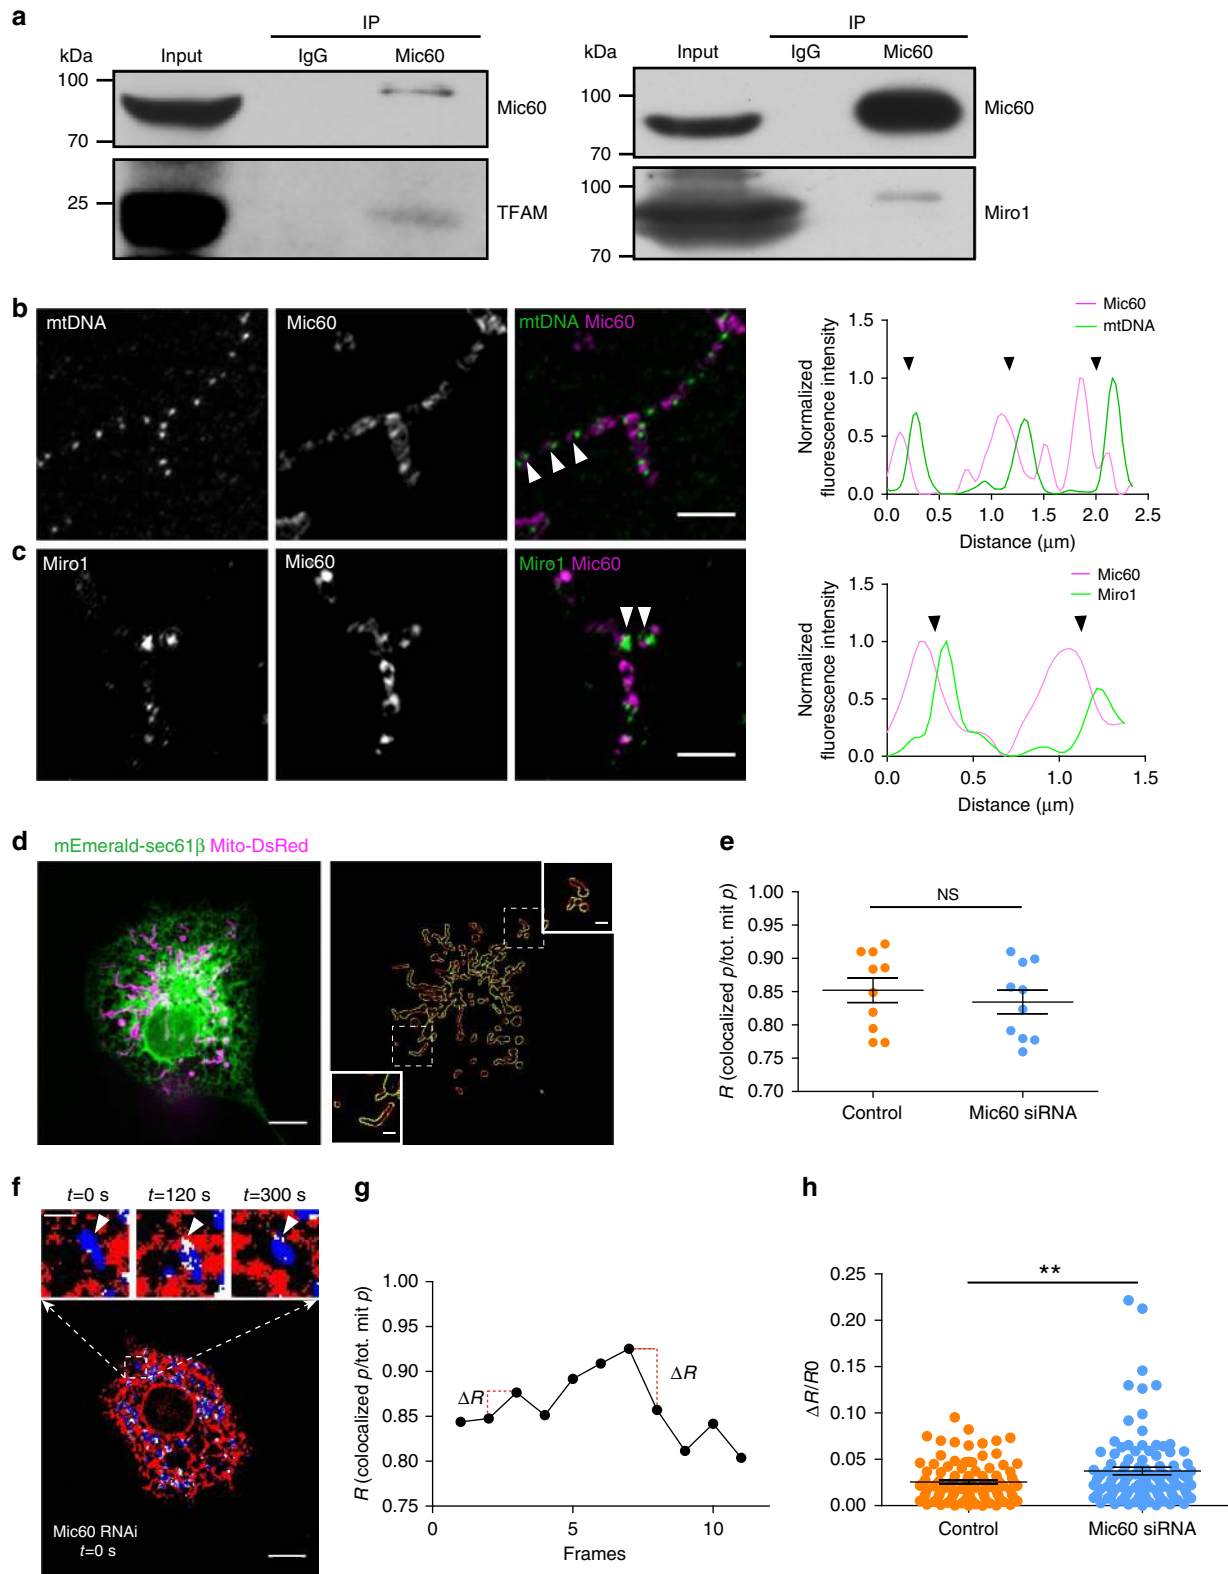 a
IP
kDa Input IgG Mic60
100
70
Mic60
25
TFAM
IP
kDa Input IgG Mic60
100
70
Mic60
100
70
Miro1
b
mtDNA
Mic60
mtDNA Mic60
Mic60
mtDNA
Normalized
fluorescence intensity
1.5
1.0
0.5
0.0
0.0 0.5 1.0 1.5 2.0 2.5
Distance (μm)
c
Miro1
Mic60
Miro1 Mic60
Mic60
Miro1
Normalized
fluorescence intensity
1.5
1.0
0.5
0.0
0.0 0.5 1.0 1.5
Distance (μm)
d
mEmerald-sec61β Mito-DsRed
e
R (colocalized p/tot. mit p)
1.00
0.95
0.90
0.85
0.80
0.75
0.70
NS
Control Mic60 siRNA
f
t=0 s t=120 s t=300 s
Mic60 RNAi
t=0 s
g
R (colocalized p/tot. mit p)
1.00
0.95
0.90
0.85
0.80
0.75
ΔR
ΔR
0 5 10
Frames
h
ΔR/R0
0.25
0.20
0.15
0.10
0.05
0.00
**
Control Mic60 siRNA